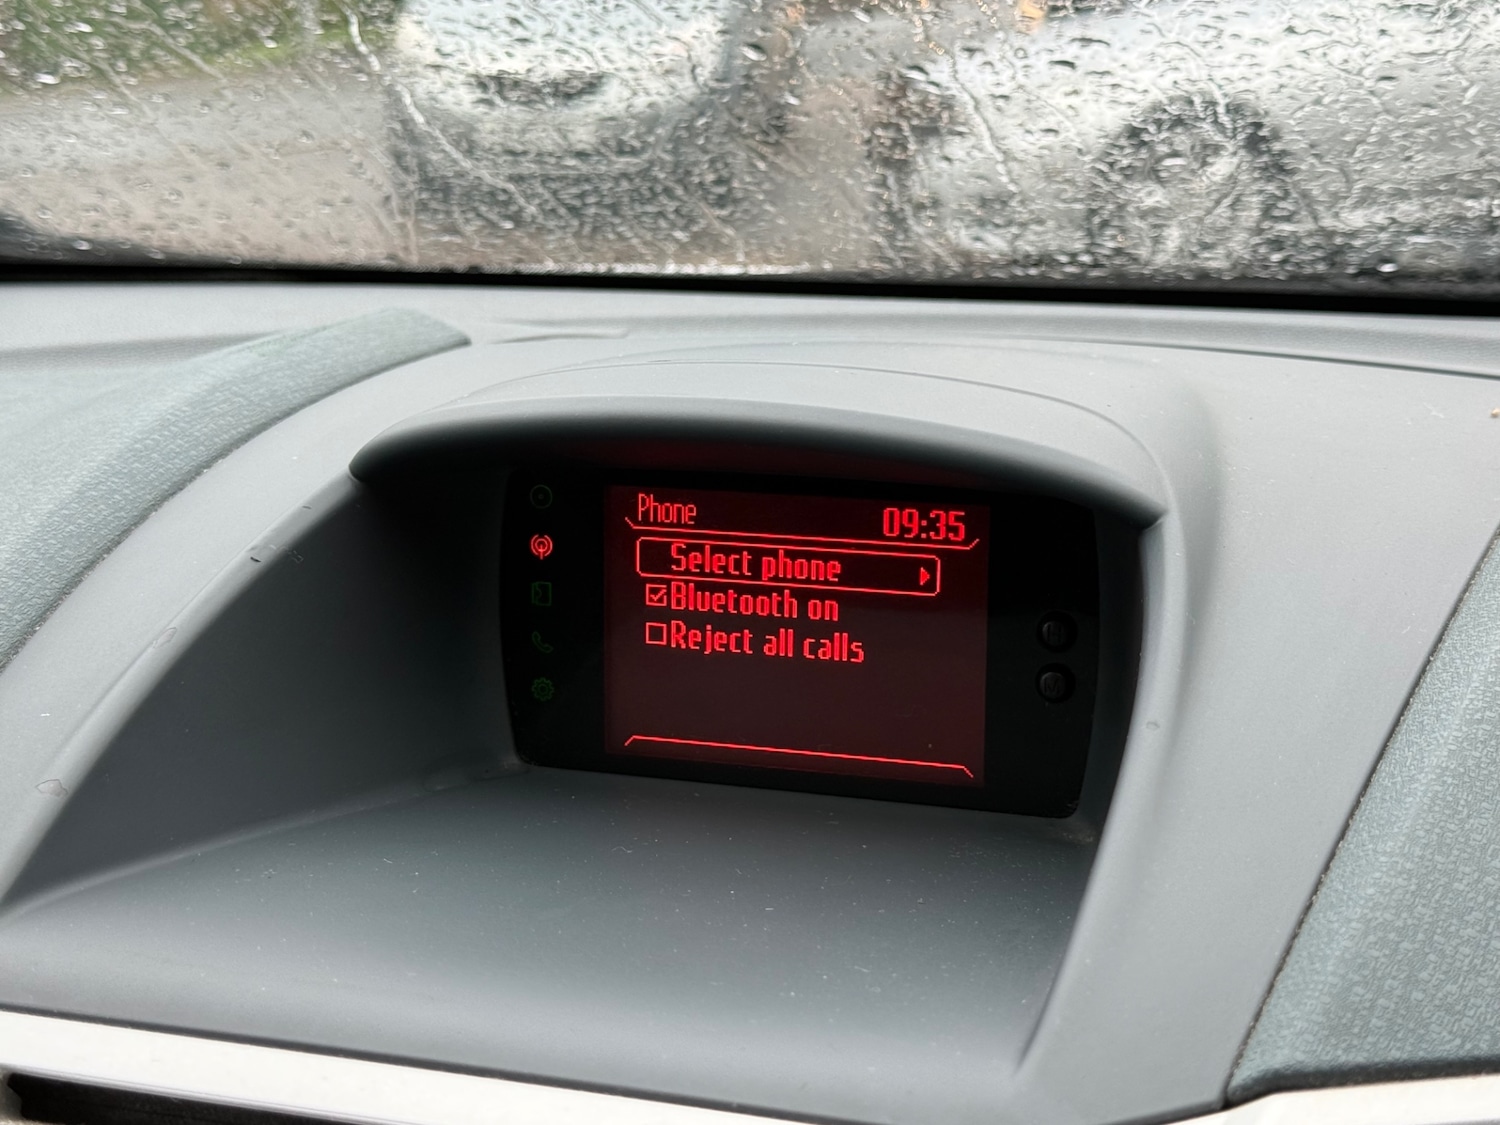 Phone
09:35
Select phone
Bluetooth on
Reject all calls